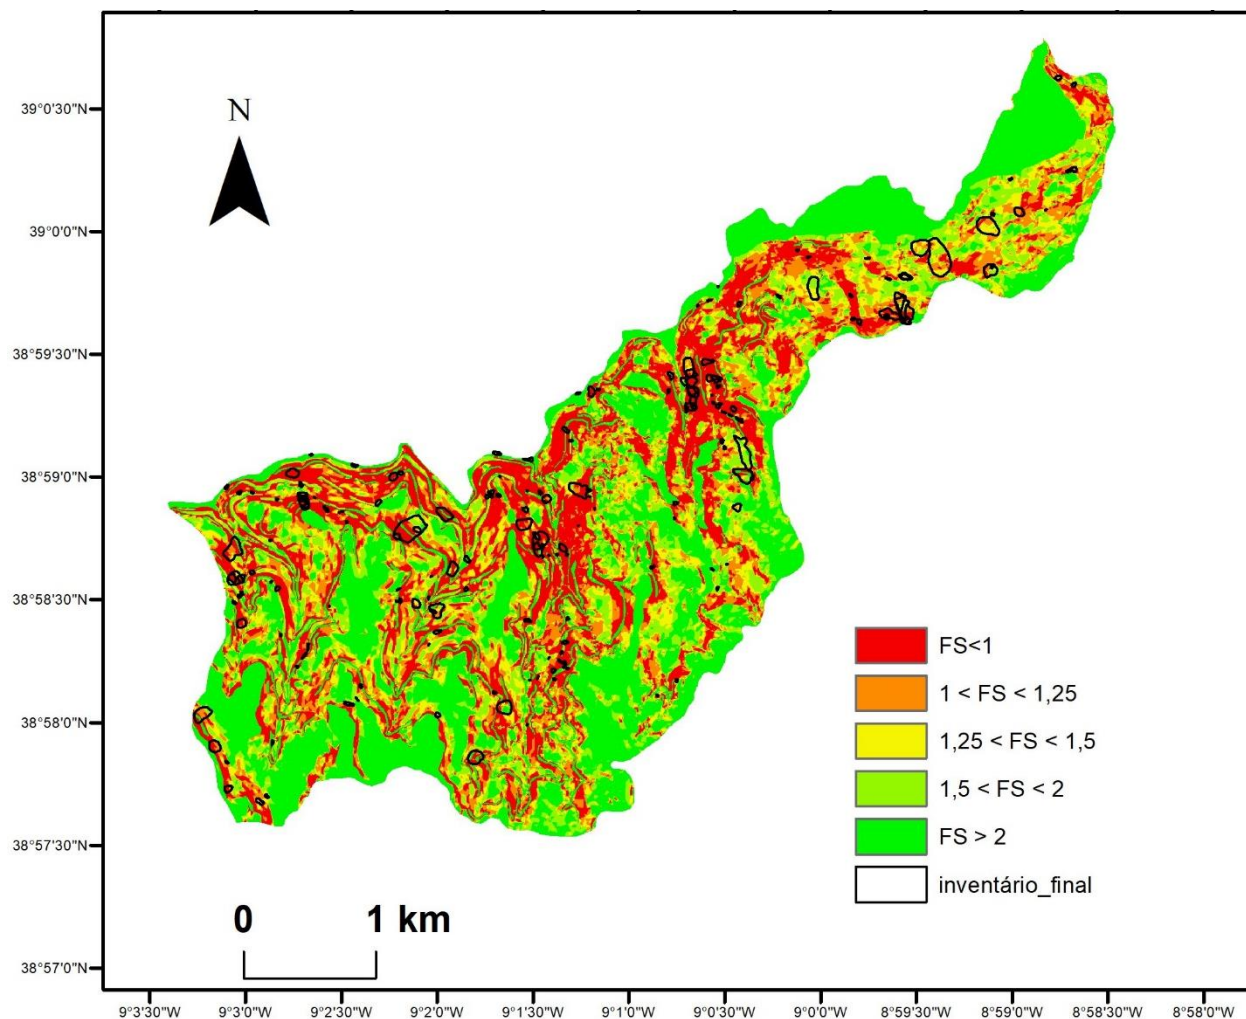 N
39°0'30"N
39°0'0"N
38°59'30"N
38°59'0"N
38°58'30"N
38°58'0"N
38°57'30"N
38°57'0"N
FS<1
1 < FS < 1,25
1,25 < FS < 1,5
1,5 < FS < 2
FS > 2
inventário_final
0 1 km
9°3'30"W 9°3'0"W 9°2'30"W 9°2'0"W 9°1'30"W 9°1'0"W 9°0'30"W 9°0'0"W 8°59'30"W 8°59'0"W 8°58'30"W 8°58'0"W